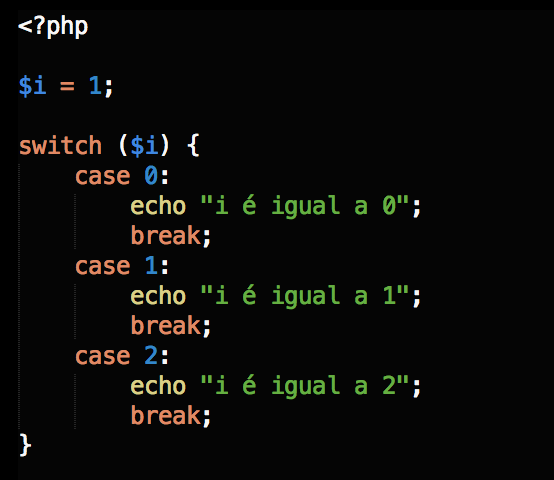 <?php
$i = 1;
switch ($i) {
case 0:
echo "i é igual a 0";
break;
case 1:
echo "i é igual a 1";
break;
case 2:
echo "i é igual a 2";
break;
}